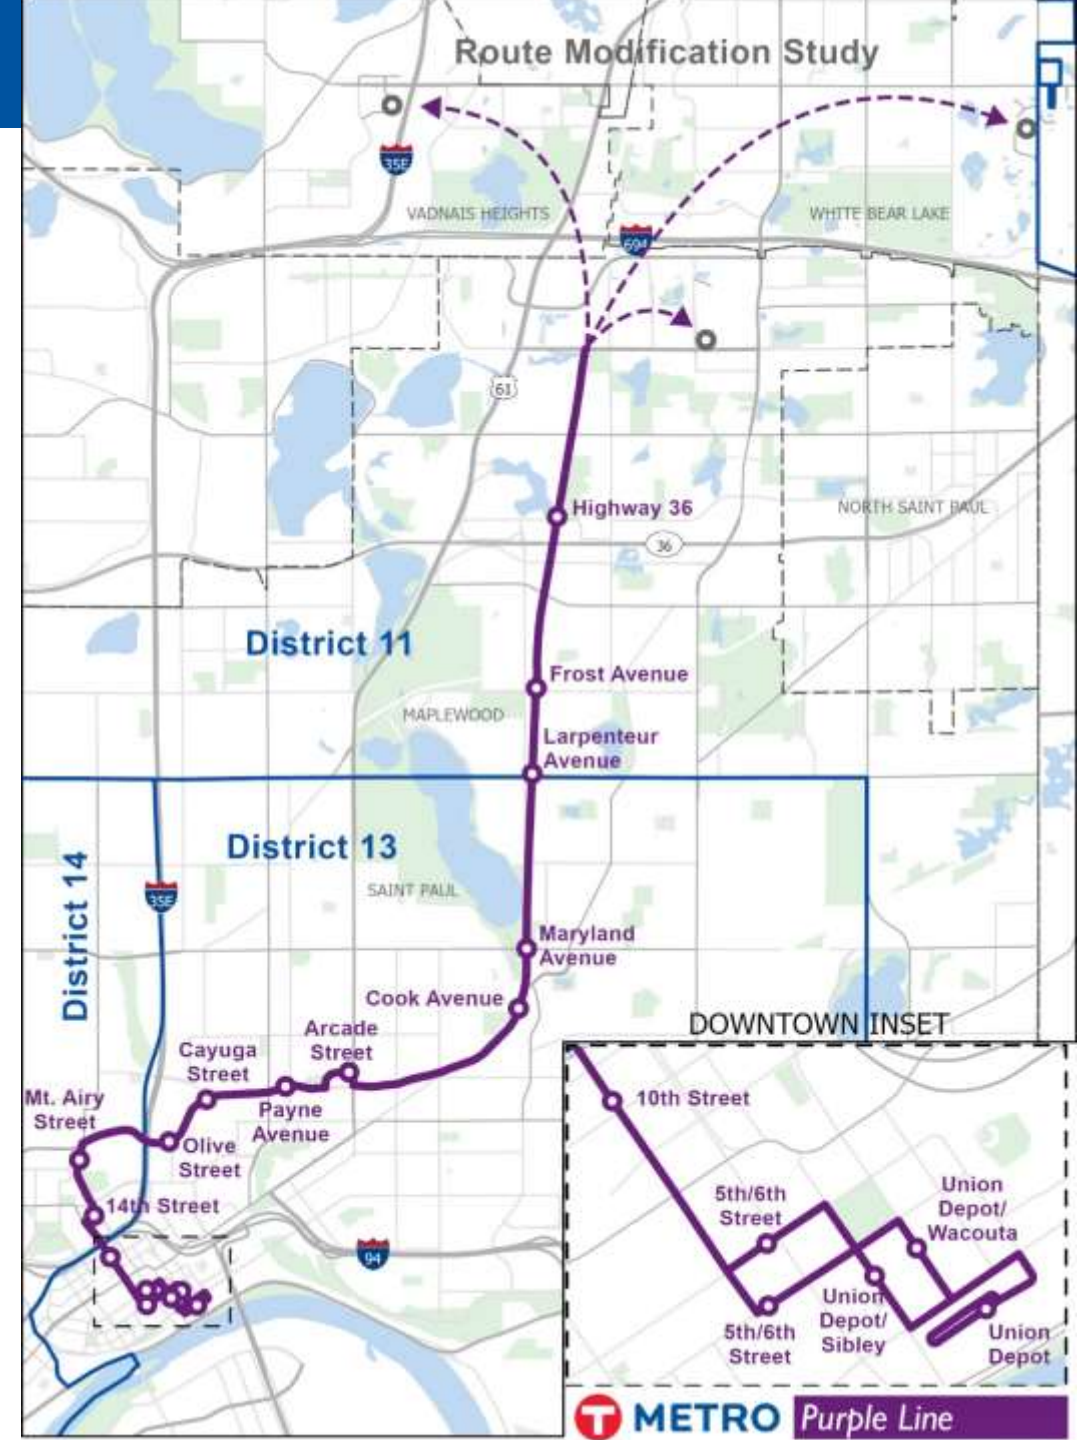 Route Modification Study
35E
VADNAIS HEIGHTS
WHITE BEAR LAKE
694
61
Highway 36
NORTH SAINT PAUL
36
District 11
Frost Avenue
MAPLEWOOD
Larpenteur
Avenue
District 13
District 14
SAINT PAUL
35E
Maryland
Avenue
Cook Avenue
Arcade
Street
Cayuga
Street
Mt. Airy
Street
Payne
Avenue
Olive
Street
14th Street
94
DOWNTOWN INSET
10th Street
5th/6th
Street
Union
Depot/
Wacouta
Union
Depot/
Sibley
5th/6th
Street
Union
Depot
T METRO Purple Line